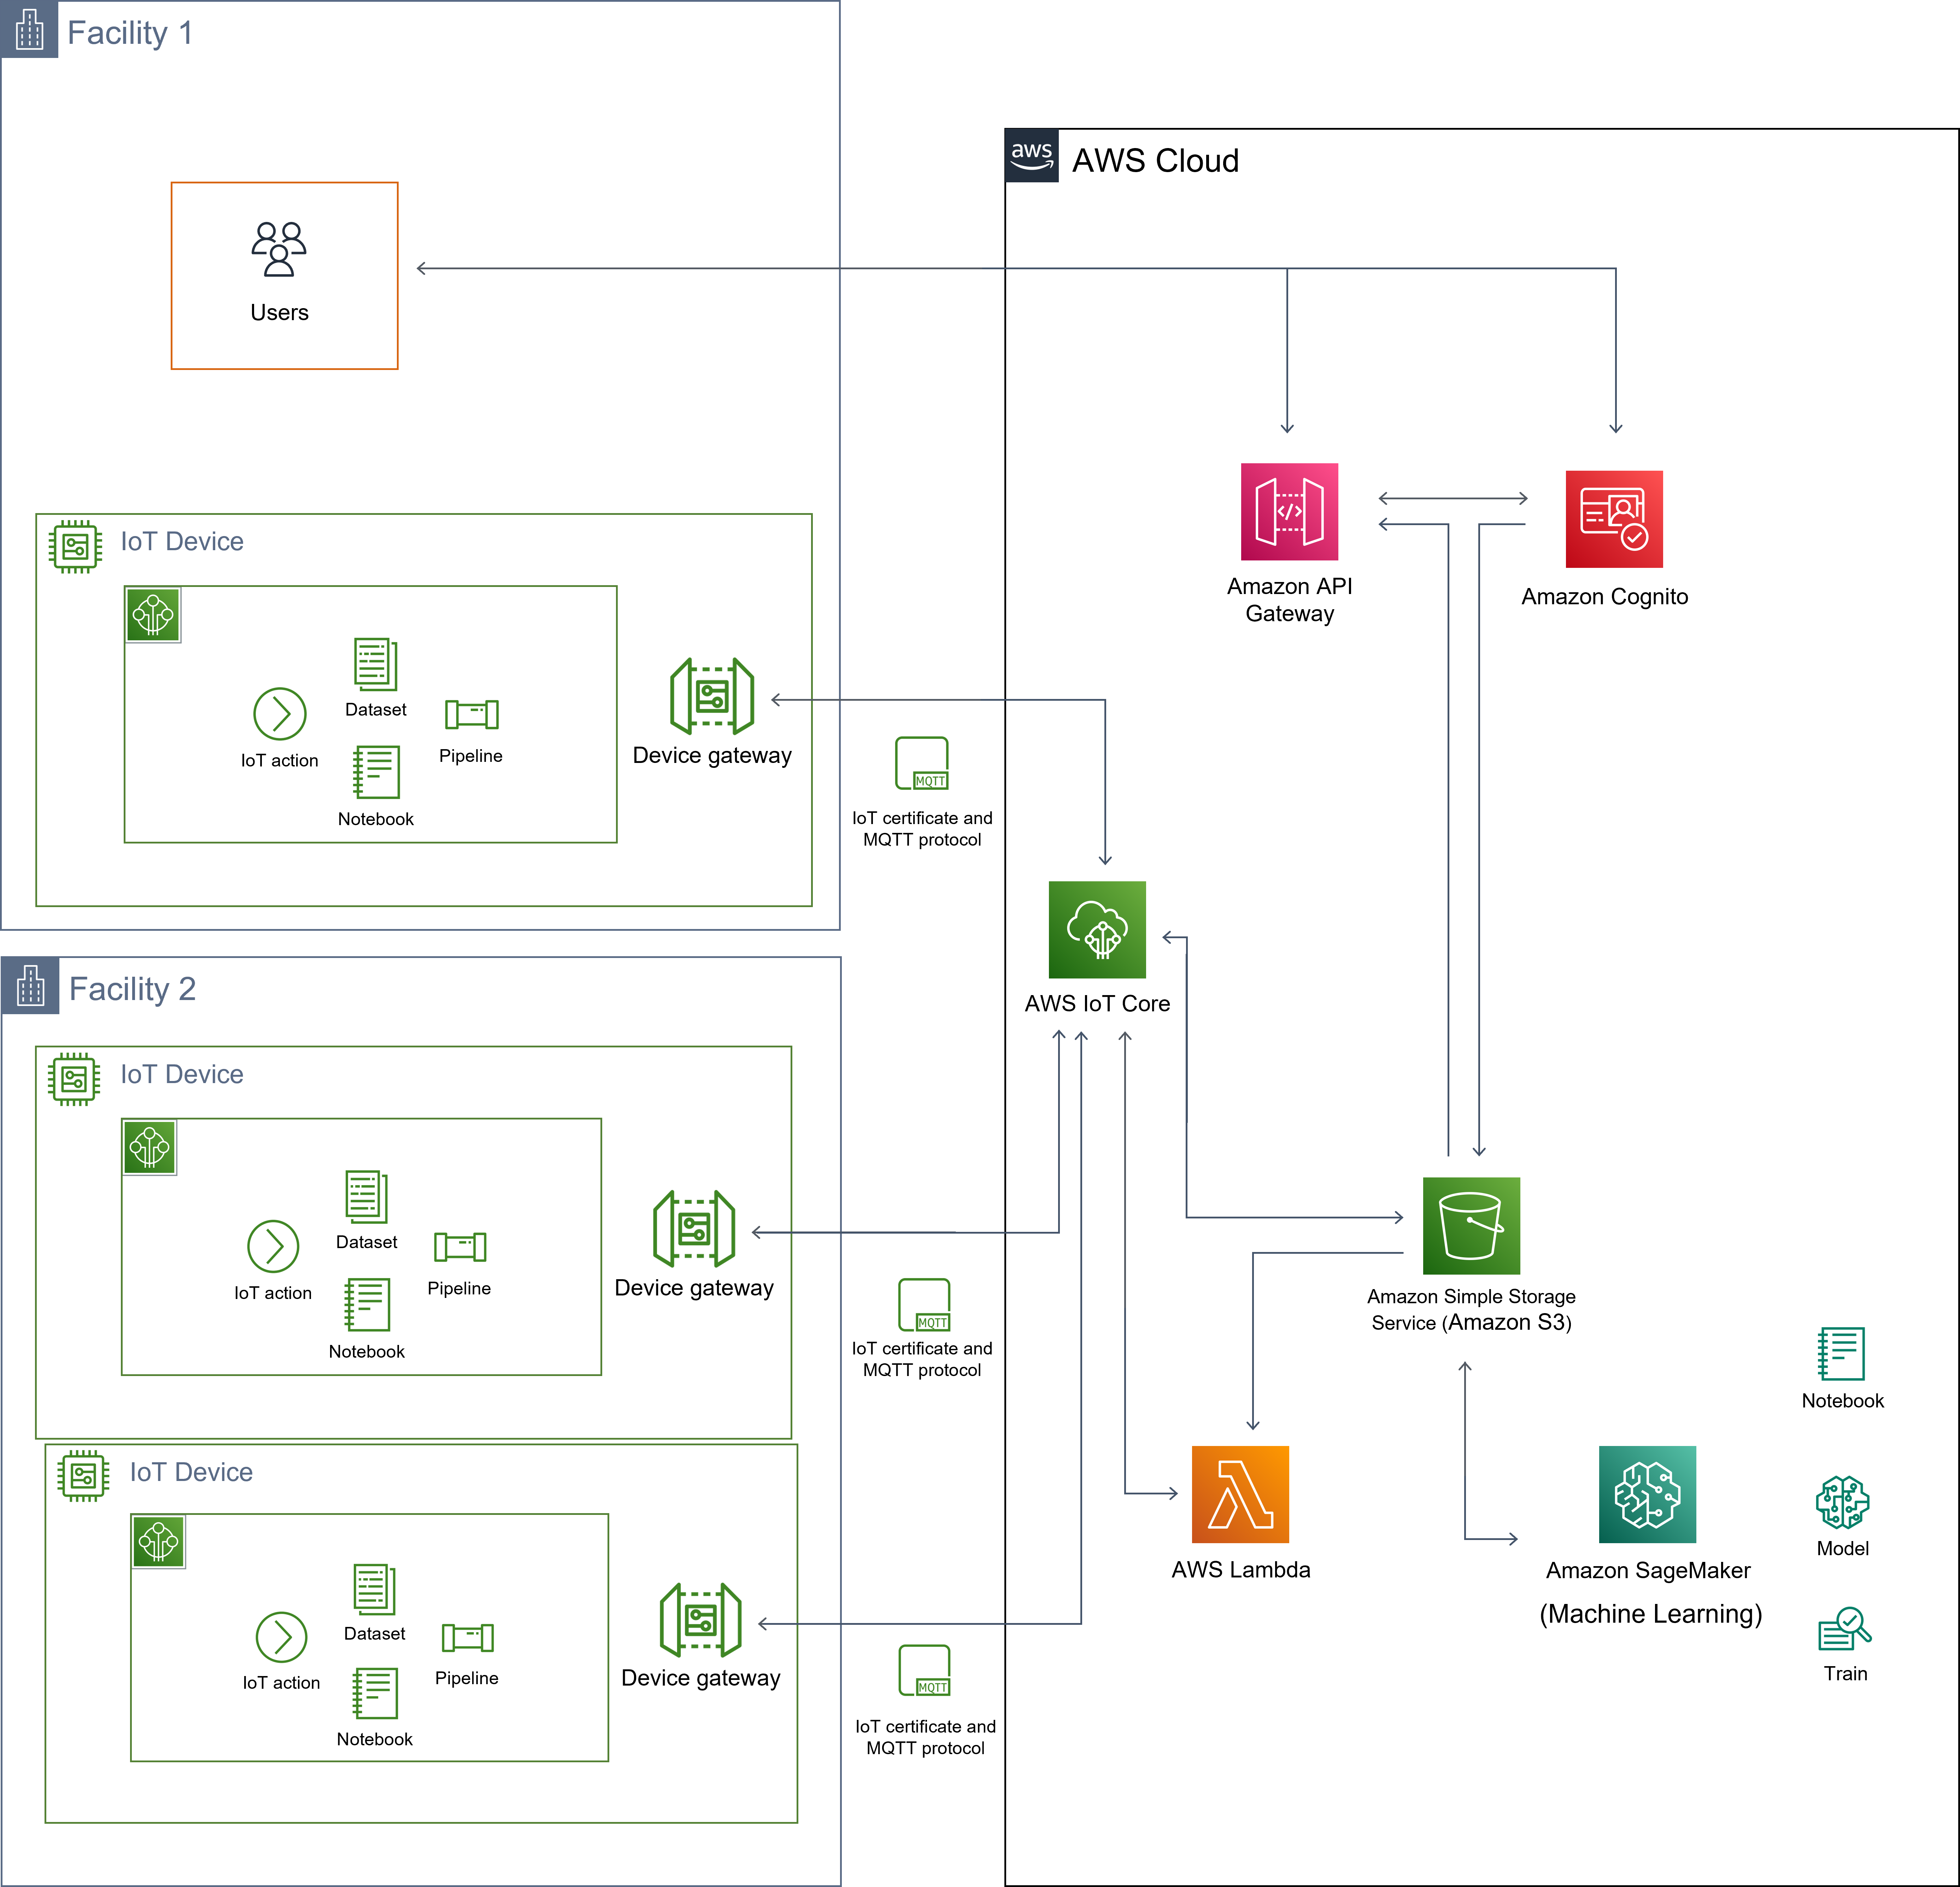 Facility 1
Users
IoT Device
IoT action
Dataset
Notebook
Pipeline
Device gateway
MQTT
IoT certificate and
MQTT protocol
Facility 2
IoT Device
IoT action
Dataset
Notebook
Pipeline
Device gateway
MQTT
IoT certificate and
MQTT protocol
IoT Device
IoT action
Dataset
Notebook
Pipeline
Device gateway
MQTT
IoT certificate and
MQTT protocol
aws
AWS Cloud
</>
Amazon API
Gateway
Amazon Cognito
AWS IoT Core
Amazon Simple Storage
Service (Amazon S3)
AWS Lambda
Amazon SageMaker
(Machine Learning)
Notebook
Model
Train